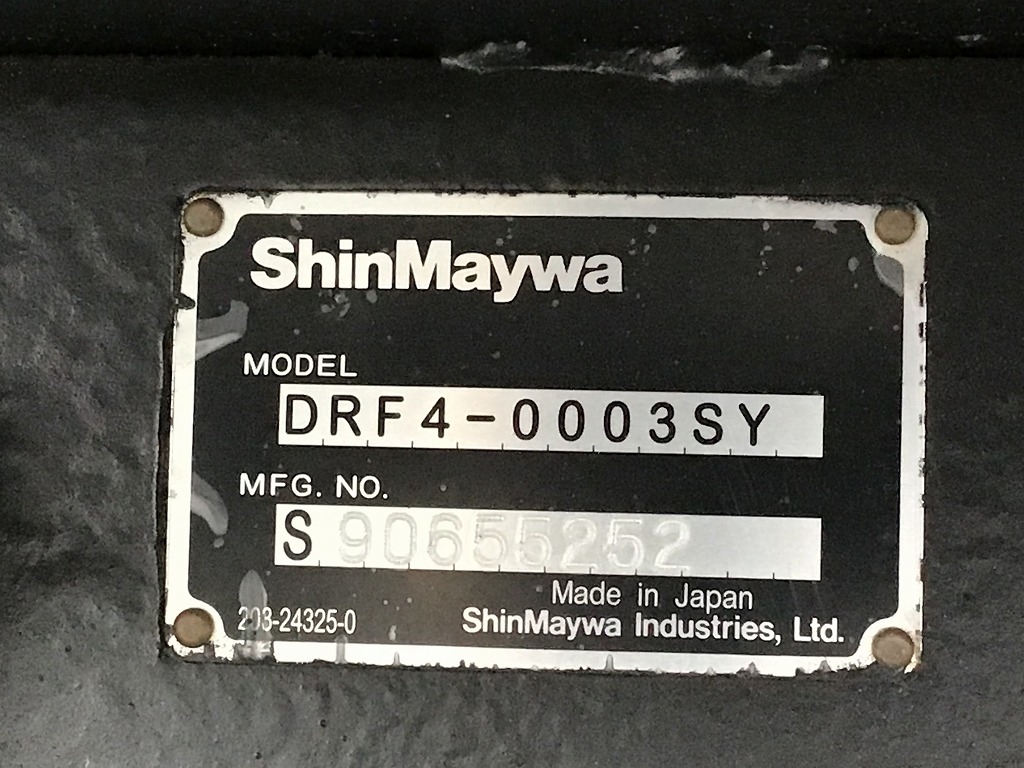 ShinMaywa
MODEL
DRF4-0003SY
MFG. NO.
S 90655252
Made in Japan
203-24325-0
ShinMaywa Industries, Ltd.